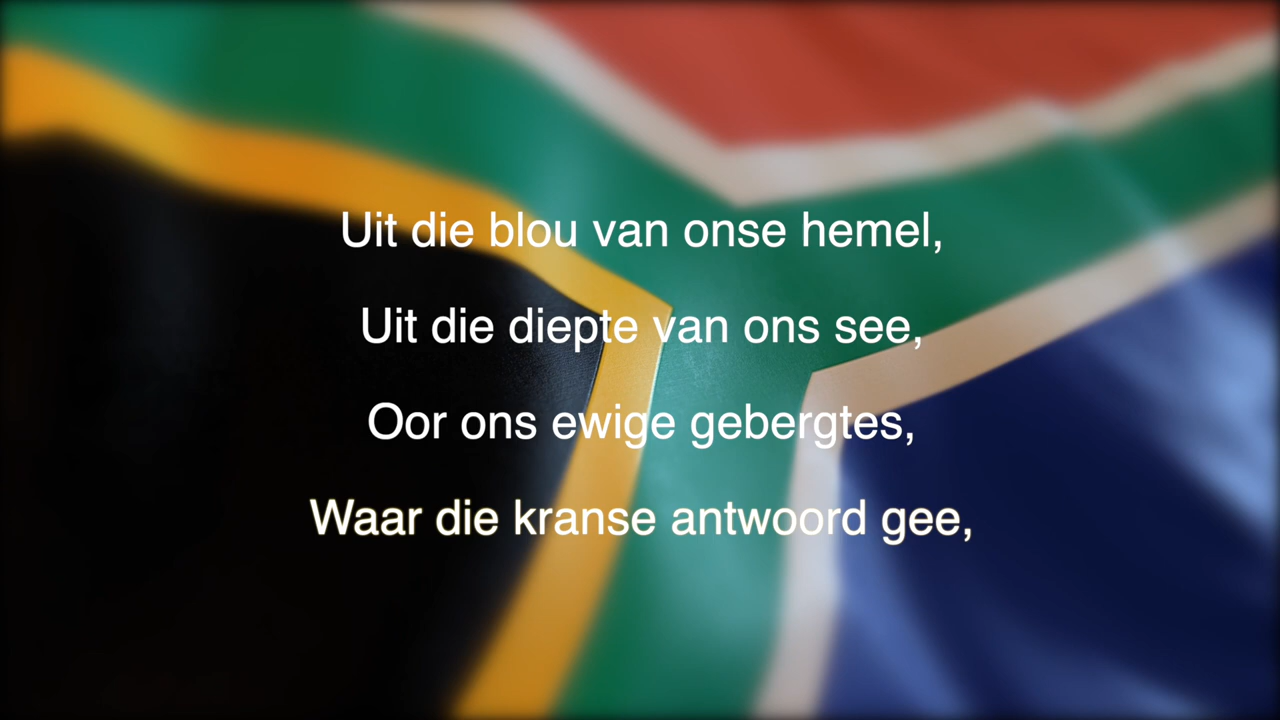 Uit die blou van onse hemel,
Uit die diepte van ons see,
Oor ons ewige gebergtes,
Waar die kranse antwoord gee,